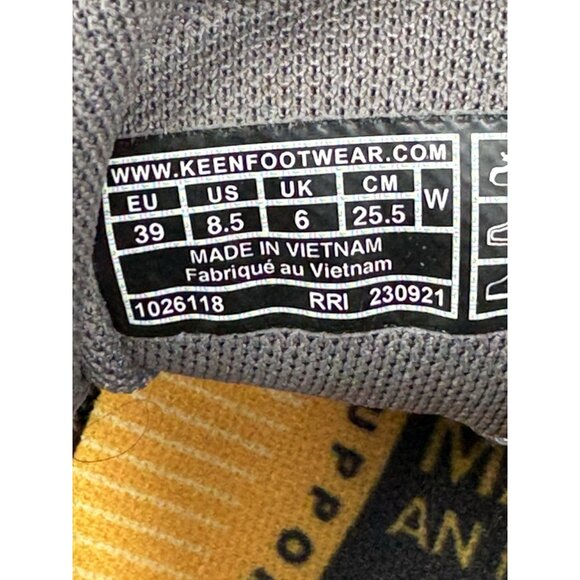 WWW.KEENFOOTWEAR.COM
EU US UK CM W
39 8.5 6 25.5
MADE IN VIETNAM
Fabriqué au Vietnam
1026118 RRI 230921
AN